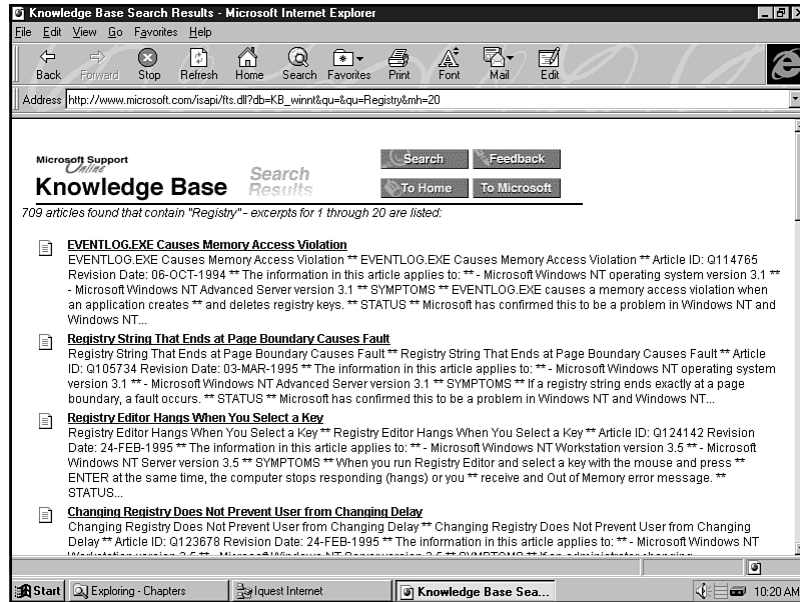 Knowledge Base Search Results - Microsoft Internet Explorer
File Edit View Go Favorites Help
Back Forward Stop Refresh Home Search Favorites Print Font Mail Edit
Address http://www.microsoft.com/isapi/fts.dll?db=KB_winnt&qu=&qu=Registry&mh=20
Microsoft Support
Online
Knowledge Base
Search
Results
Search Feedback
To Home To Microsoft
709 articles found that contain "Registry" - excerpts for 1 through 20 are listed:
EVENTLOG.EXE Causes Memory Access Violation
EVENTLOG.EXE Causes Memory Access Violation ** EVENTLOG.EXE Causes Memory Access Violation ** Article ID: Q114765
Revision Date: 06-OCT-1994 ** The information in this article applies to: ** - Microsoft Windows NT operating system version 3.1 **
- Microsoft Windows NT Advanced Server version 3.1 ** SYMPTOMS ** EVENTLOG.EXE causes a memory access violation when
an application creates ** and deletes registry keys. ** STATUS ** Microsoft has confirmed this to be a problem in Windows NT and
Windows NT...
Registry String That Ends at Page Boundary Causes Fault
Registry String That Ends at Page Boundary Causes Fault ** Registry String That Ends at Page Boundary Causes Fault ** Article
ID: Q105734 Revision Date: 03-MAR-1995 ** The information in this article applies to: ** - Microsoft Windows NT operating system
version 3.1 ** - Microsoft Windows NT Advanced Server version 3.1 ** SYMPTOMS ** If a registry string ends exactly at a page
boundary, a fault occurs. ** STATUS ** Microsoft has confirmed this to be a problem in Windows NT and Windows NT...
Registry Editor Hangs When You Select a Key
Registry Editor Hangs When You Select a Key ** Registry Editor Hangs When You Select a Key ** Article ID: Q124142 Revision
Date: 24-FEB-1995 ** The information in this article applies to: ** - Microsoft Windows NT Workstation version 3.5 ** - Microsoft
Windows NT Server version 3.5 ** SYMPTOMS ** When you run Registry Editor and select a key with the mouse and press **
ENTER at the same time, the computer stops responding (hangs) or you ** receive and Out of Memory error message. **
STATUS...
Changing Registry Does Not Prevent User from Changing Delay
Changing Registry Does Not Prevent User from Changing Delay ** Changing Registry Does Not Prevent User from Changing
Delay ** Article ID: Q123678 Revision Date: 24-FEB-1995 ** The information in this article applies to: ** - Microsoft Windows NT
Workstation version 3.5 ** - Microsoft Windows NT Server version 3.5 ** SYMPTOMS ** If an administrator changing
Start Exploring - Chapters Iquest Internet Knowledge Base Sea... 10:20 AM